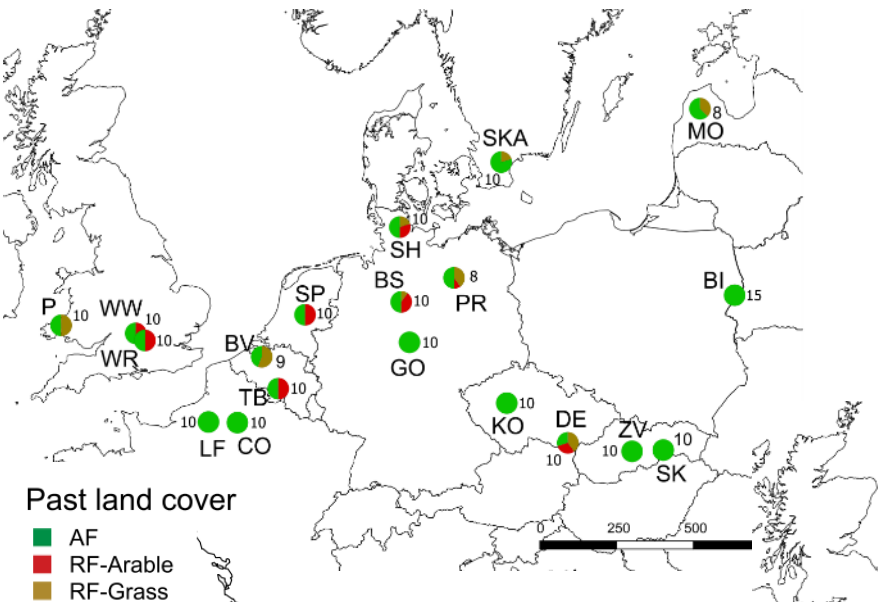 MO 8
SKA
10
10
SH
BS 10
8
PR
BI 15
P 10
WW 10
WR 10
SP 10
BV 9
GO 10
TB 10
10 LF
CO 10
KO 10
DE
10
ZV
10
SK 10
Past land cover
AF
RF-Arable
RF-Grass
0 250 500